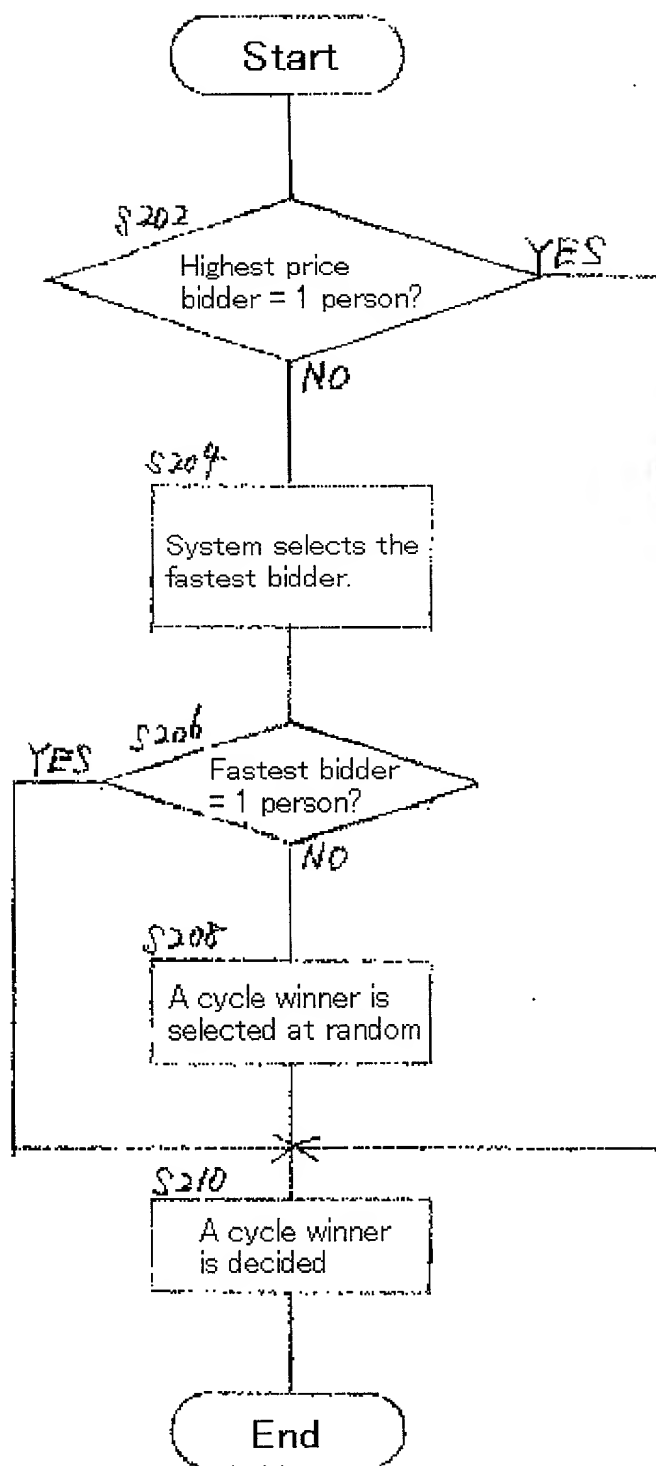 Start
S202
Highest price
bidder = 1 person?
YES
NO
S204
System selects the
fastest bidder.
S206
YES
Fastest bidder
= 1 person?
NO
S208
A cycle winner is
selected at random
S210
A cycle winner
is decided
End